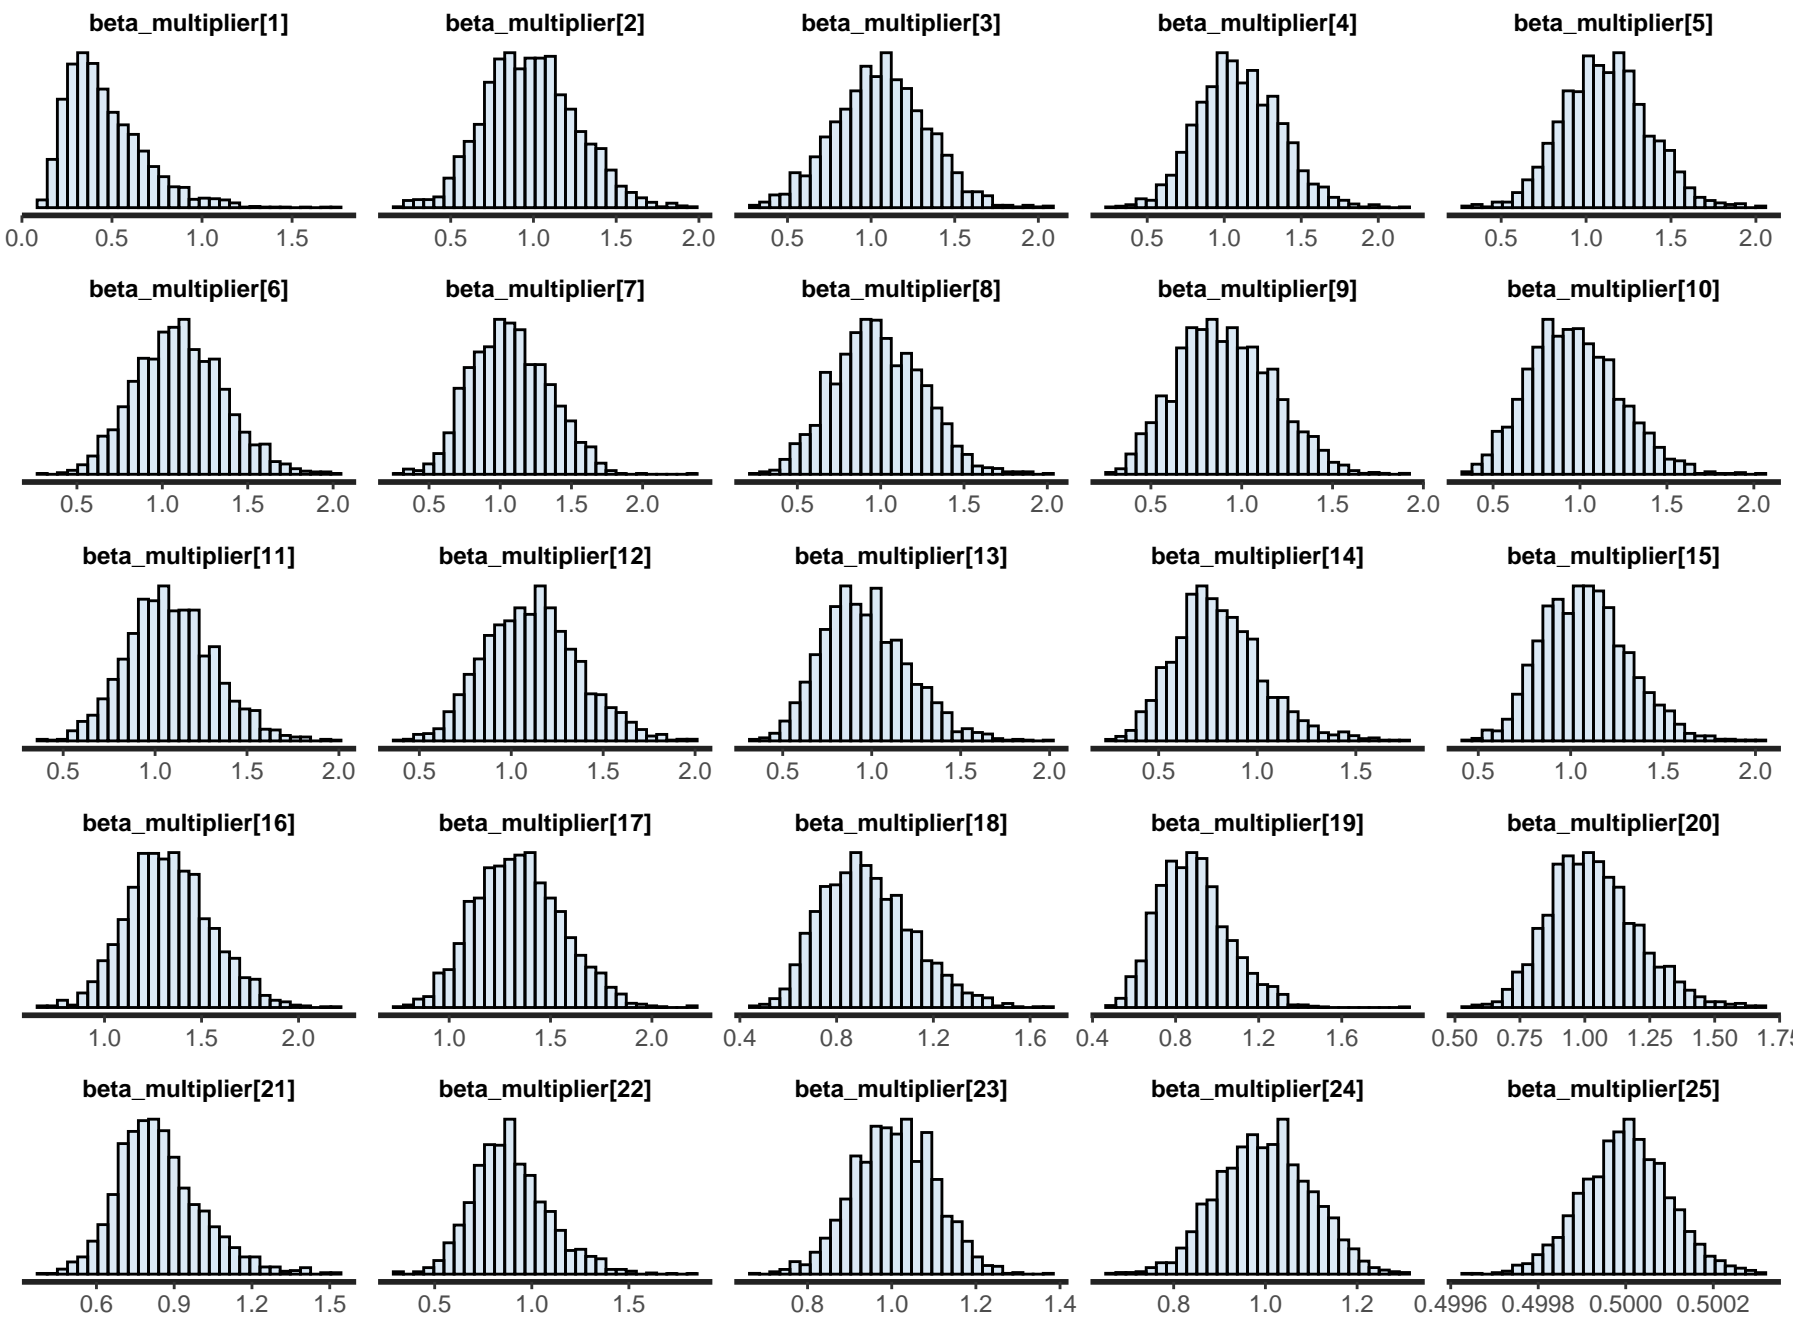 beta_multiplier[1] beta_multiplier[2] beta_multiplier[3] beta_multiplier[4] beta_multiplier[5]
0.0 0.5 1.0 1.5 0.5 1.0 1.5 2.0 0.5 1.0 1.5 2.0 0.5 1.0 1.5 2.0 0.5 1.0 1.5 2.0
beta_multiplier[6] beta_multiplier[7] beta_multiplier[8] beta_multiplier[9] beta_multiplier[10]
0.5 1.0 1.5 2.0 0.5 1.0 1.5 2.0 0.5 1.0 1.5 2.0 0.5 1.0 1.5 2.0 0.5 1.0 1.5 2.0
beta_multiplier[11] beta_multiplier[12] beta_multiplier[13] beta_multiplier[14] beta_multiplier[15]
0.5 1.0 1.5 2.0 0.5 1.0 1.5 2.0 0.5 1.0 1.5 2.0 0.5 1.0 1.5 0.5 1.0 1.5 2.0
beta_multiplier[16] beta_multiplier[17] beta_multiplier[18] beta_multiplier[19] beta_multiplier[20]
1.0 1.5 2.0 1.0 1.5 2.0 0.4 0.8 1.2 1.6 0.4 0.8 1.2 1.6 0.50 0.75 1.00 1.25 1.50 1.75
beta_multiplier[21] beta_multiplier[22] beta_multiplier[23] beta_multiplier[24] beta_multiplier[25]
0.6 0.9 1.2 1.5 0.5 1.0 1.5 0.8 1.0 1.2 1.4 0.8 1.0 1.2 0.4996 0.4998 0.5000 0.5002